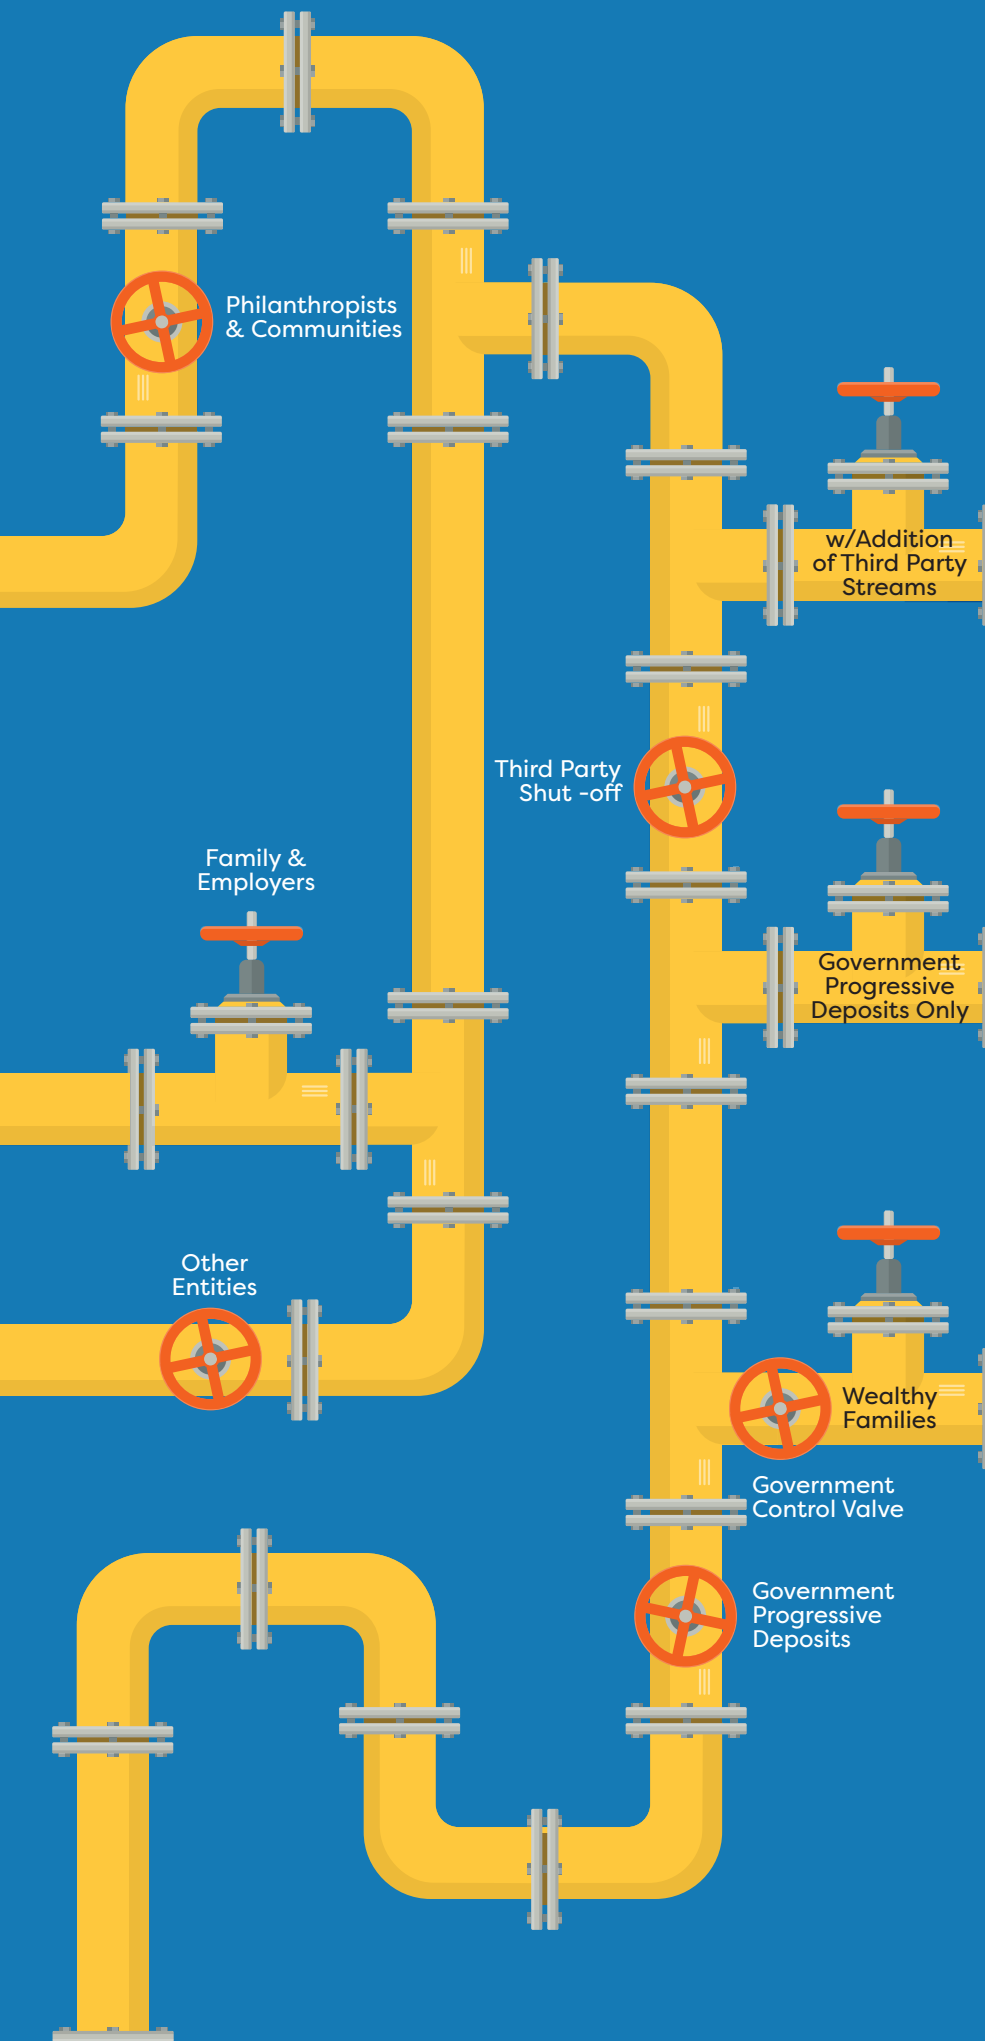 Philanthropists
& Communities
w/Addition
of Third Party
Streams
Third Party
Shut -off
Family &
Employers
Government
Progressive
Deposits Only
Other
Entities
Wealthy
Families
Government
Control Valve
Government
Progressive
Deposits